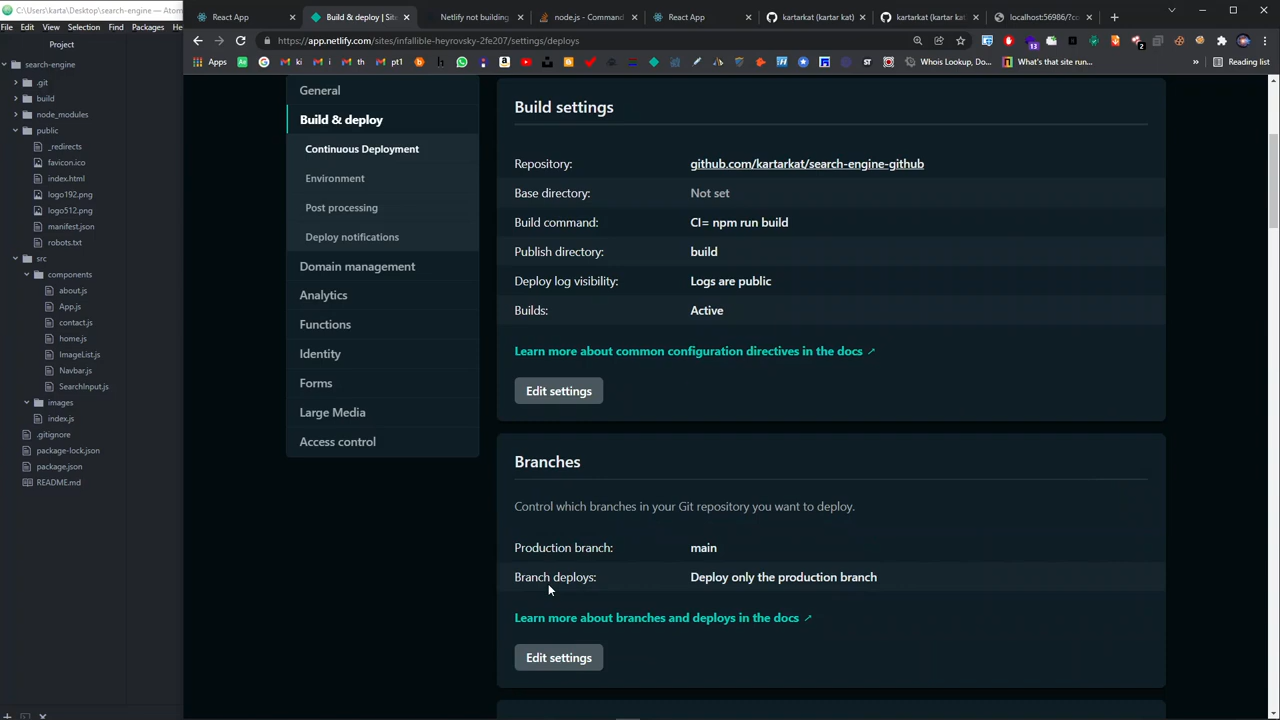 C:\Users\karta\Desktop\search-engine — Atom
File Edit View Selection Find Packages
Project
search-engine
.git
build
node_modules
public
_redirects
favicon.ico
index.html
logo192.png
logo512.png
manifest.json
robots.txt
src
components
about.js
App.js
contact.js
home.js
ImageList.js
Navbar.js
SearchInput.js
images
index.js
.gitignore
package-lock.json
package.json
README.md
React App
Build & deploy | Sit
Netlify not building
node.js - Command
React App
kartarkat (kartar kat)
kartarkat (kartar kat)
localhost:56986/?co
https://app.netlify.com/sites/infallible-heyrovsky-2fe207/settings/deploys
Apps
ki
i
th
pt1
Whois Lookup, Do...
What's that site run...
Reading list
General
Build & deploy
Continuous Deployment
Environment
Post processing
Deploy notifications
Domain management
Analytics
Functions
Identity
Forms
Large Media
Access control
Build settings
Repository: github.com/kartarkat/search-engine-github
Base directory: Not set
Build command: CI= npm run build
Publish directory: build
Deploy log visibility: Logs are public
Builds: Active
Learn more about common configuration directives in the docs ↗
Edit settings
Branches
Control which branches in your Git repository you want to deploy.
Production branch: main
Branch deploys: Deploy only the production branch
Learn more about branches and deploys in the docs ↗
Edit settings